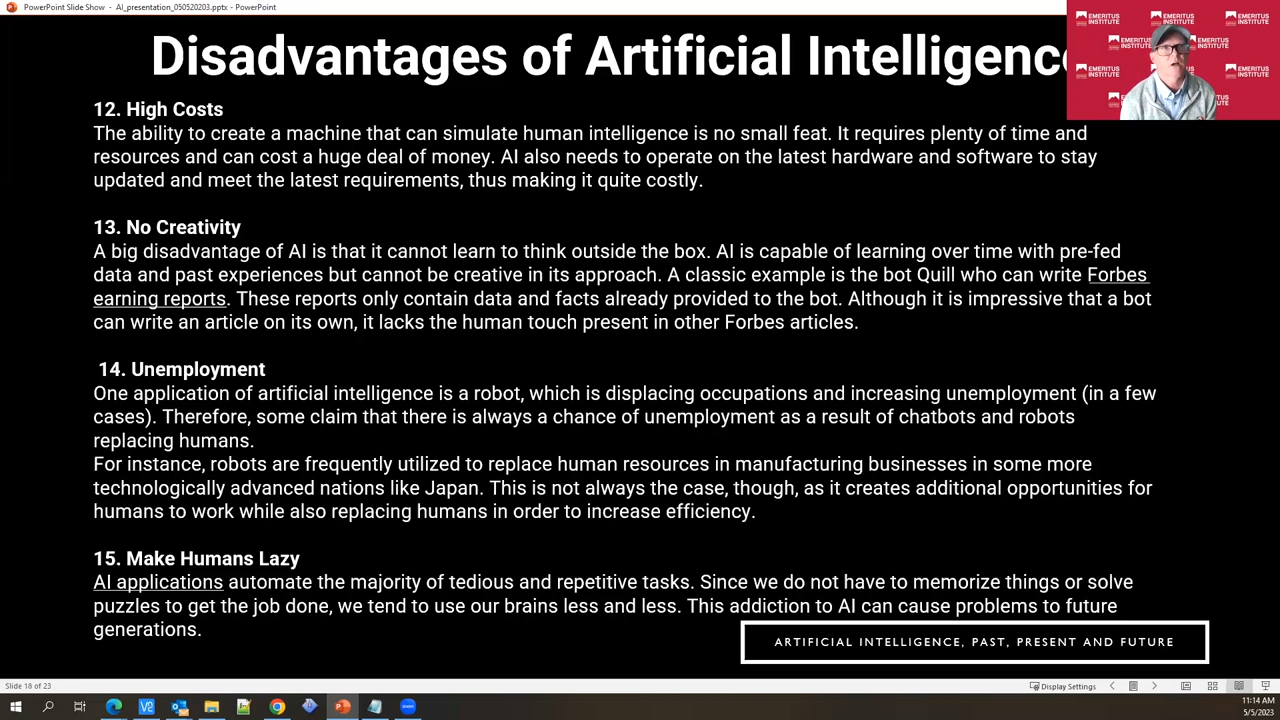 PowerPoint Slide Show - AI_presentation_050520203.pptx - PowerPoint
EMERITUS INSTITUTE
EMERITUS INSTITUTE
EMERITUS INSTITUTE
EMERITUS INSTITUTE
EMERITUS INSTITUTE
EMERITUS INSTITUTE
EMERITUS INSTITUTE
Disadvantages of Artificial Intelligence
12. High Costs
The ability to create a machine that can simulate human intelligence is no small feat. It requires plenty of time and
resources and can cost a huge deal of money. AI also needs to operate on the latest hardware and software to stay
updated and meet the latest requirements, thus making it quite costly.
13. No Creativity
A big disadvantage of AI is that it cannot learn to think outside the box. AI is capable of learning over time with pre-fed
data and past experiences but cannot be creative in its approach. A classic example is the bot Quill who can write Forbes
earning reports. These reports only contain data and facts already provided to the bot. Although it is impressive that a bot
can write an article on its own, it lacks the human touch present in other Forbes articles.
14. Unemployment
One application of artificial intelligence is a robot, which is displacing occupations and increasing unemployment (in a few
cases). Therefore, some claim that there is always a chance of unemployment as a result of chatbots and robots
replacing humans.
For instance, robots are frequently utilized to replace human resources in manufacturing businesses in some more
technologically advanced nations like Japan. This is not always the case, though, as it creates additional opportunities for
humans to work while also replacing humans in order to increase efficiency.
15. Make Humans Lazy
AI applications automate the majority of tedious and repetitive tasks. Since we do not have to memorize things or solve
puzzles to get the job done, we tend to use our brains less and less. This addiction to AI can cause problems to future
generations.
ARTIFICIAL INTELLIGENCE, PAST, PRESENT AND FUTURE
Slide 18 of 23
Display Settings
11:14 AM
5/5/2023